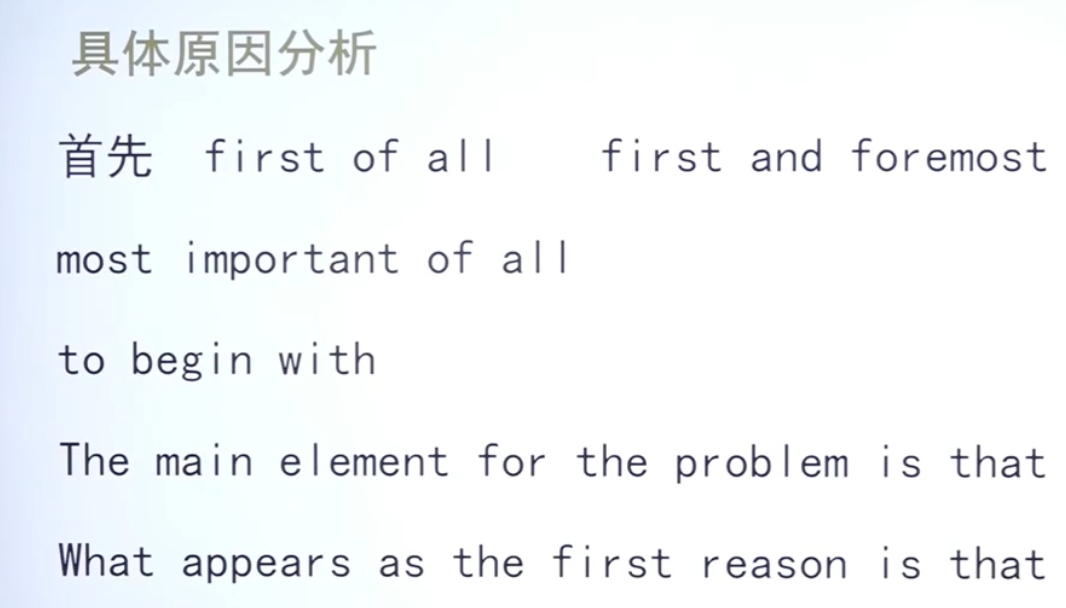 具体原因分析
首先 first of all first and foremost
most important of all
to begin with
The main element for the problem is that
What appears as the first reason is that